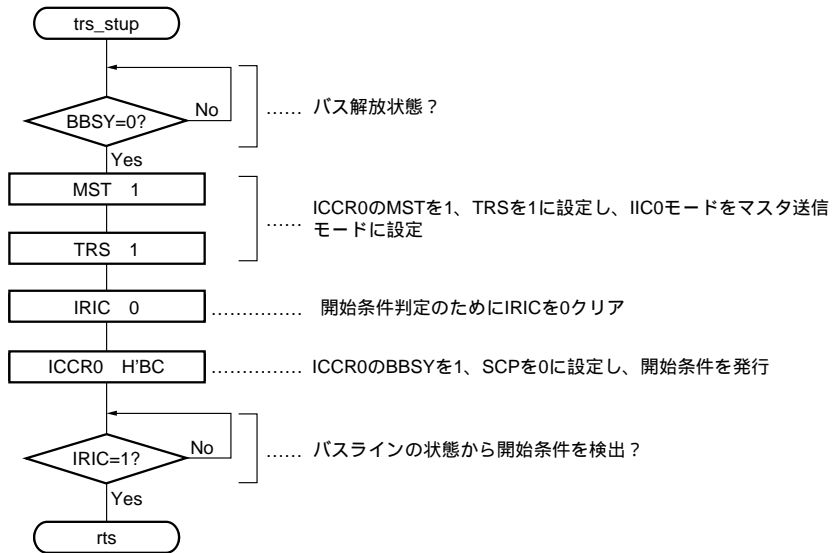 trs_stup
BBSY=0?
No
…… バス解放状態？
Yes
MST 1
TRS 1
…… ICCR0のMSTを1、TRSを1に設定し、IIC0モードをマスタ送信
モードに設定
IRIC 0
…………… 開始条件判定のためにIRICを0クリア
ICCR0 H'BC
…………… ICCR0のBBSYを1、SCPを0に設定し、開始条件を発行
IRIC=1?
No
…… バスラインの状態から開始条件を検出？
Yes
rts